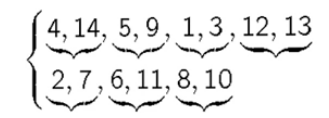 4, 14, 5, 9, 1, 3, 12, 13
2, 7, 6, 11, 8, 10